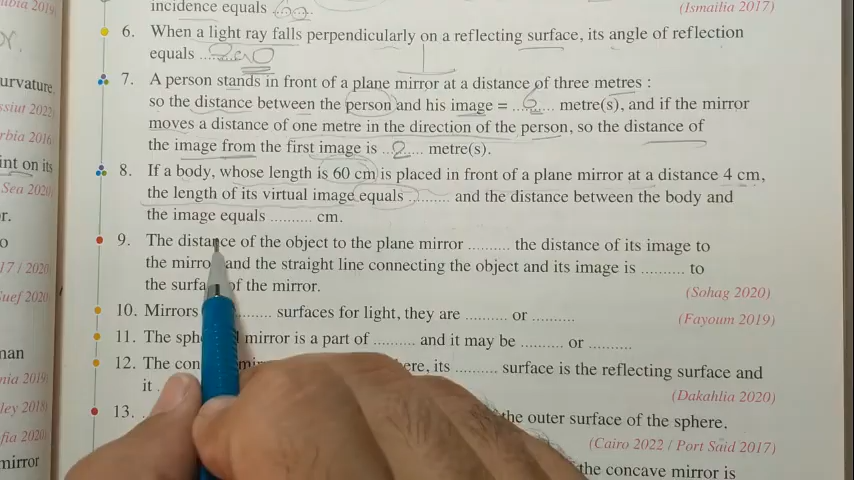 incidence equals ....60....
(Ismailia 2017)
6. When a light ray falls perpendicularly on a reflecting surface, its angle of reflection
equals ......zero
7. A person stands in front of a plane mirror at a distance of three metres :
so the distance between the person and his image = ...6.... metre(s), and if the mirror
moves a distance of one metre in the direction of the person, so the distance of
the image from the first image is ...2..... metre(s).
8. If a body, whose length is 60 cm is placed in front of a plane mirror at a distance 4 cm,
the length of its virtual image equals .......... and the distance between the body and
the image equals .......... cm.
9. The distance of the object to the plane mirror .......... the distance of its image to
the mirror and the straight line connecting the object and its image is .......... to
the surface of the mirror.
(Sohag 2020)
10. Mirrors .......... surfaces for light, they are .......... or ..........
(Fayoum 2019)
11. The sph mirror is a part of .......... and it may be .......... or ..........
12. The con ere, its .......... surface is the reflecting surface and
it
(Dakahlia 2020)
13. the outer surface of the sphere.
(Cairo 2022 / Port Said 2017)
the concave mirror is
2019
urvature
ssiut 2022
rbia 2016
int on its
Sea 2020
r.
o
17 / 2020
Suef 2020
man
nia 2019
ley 2018
fia 2020
mirror